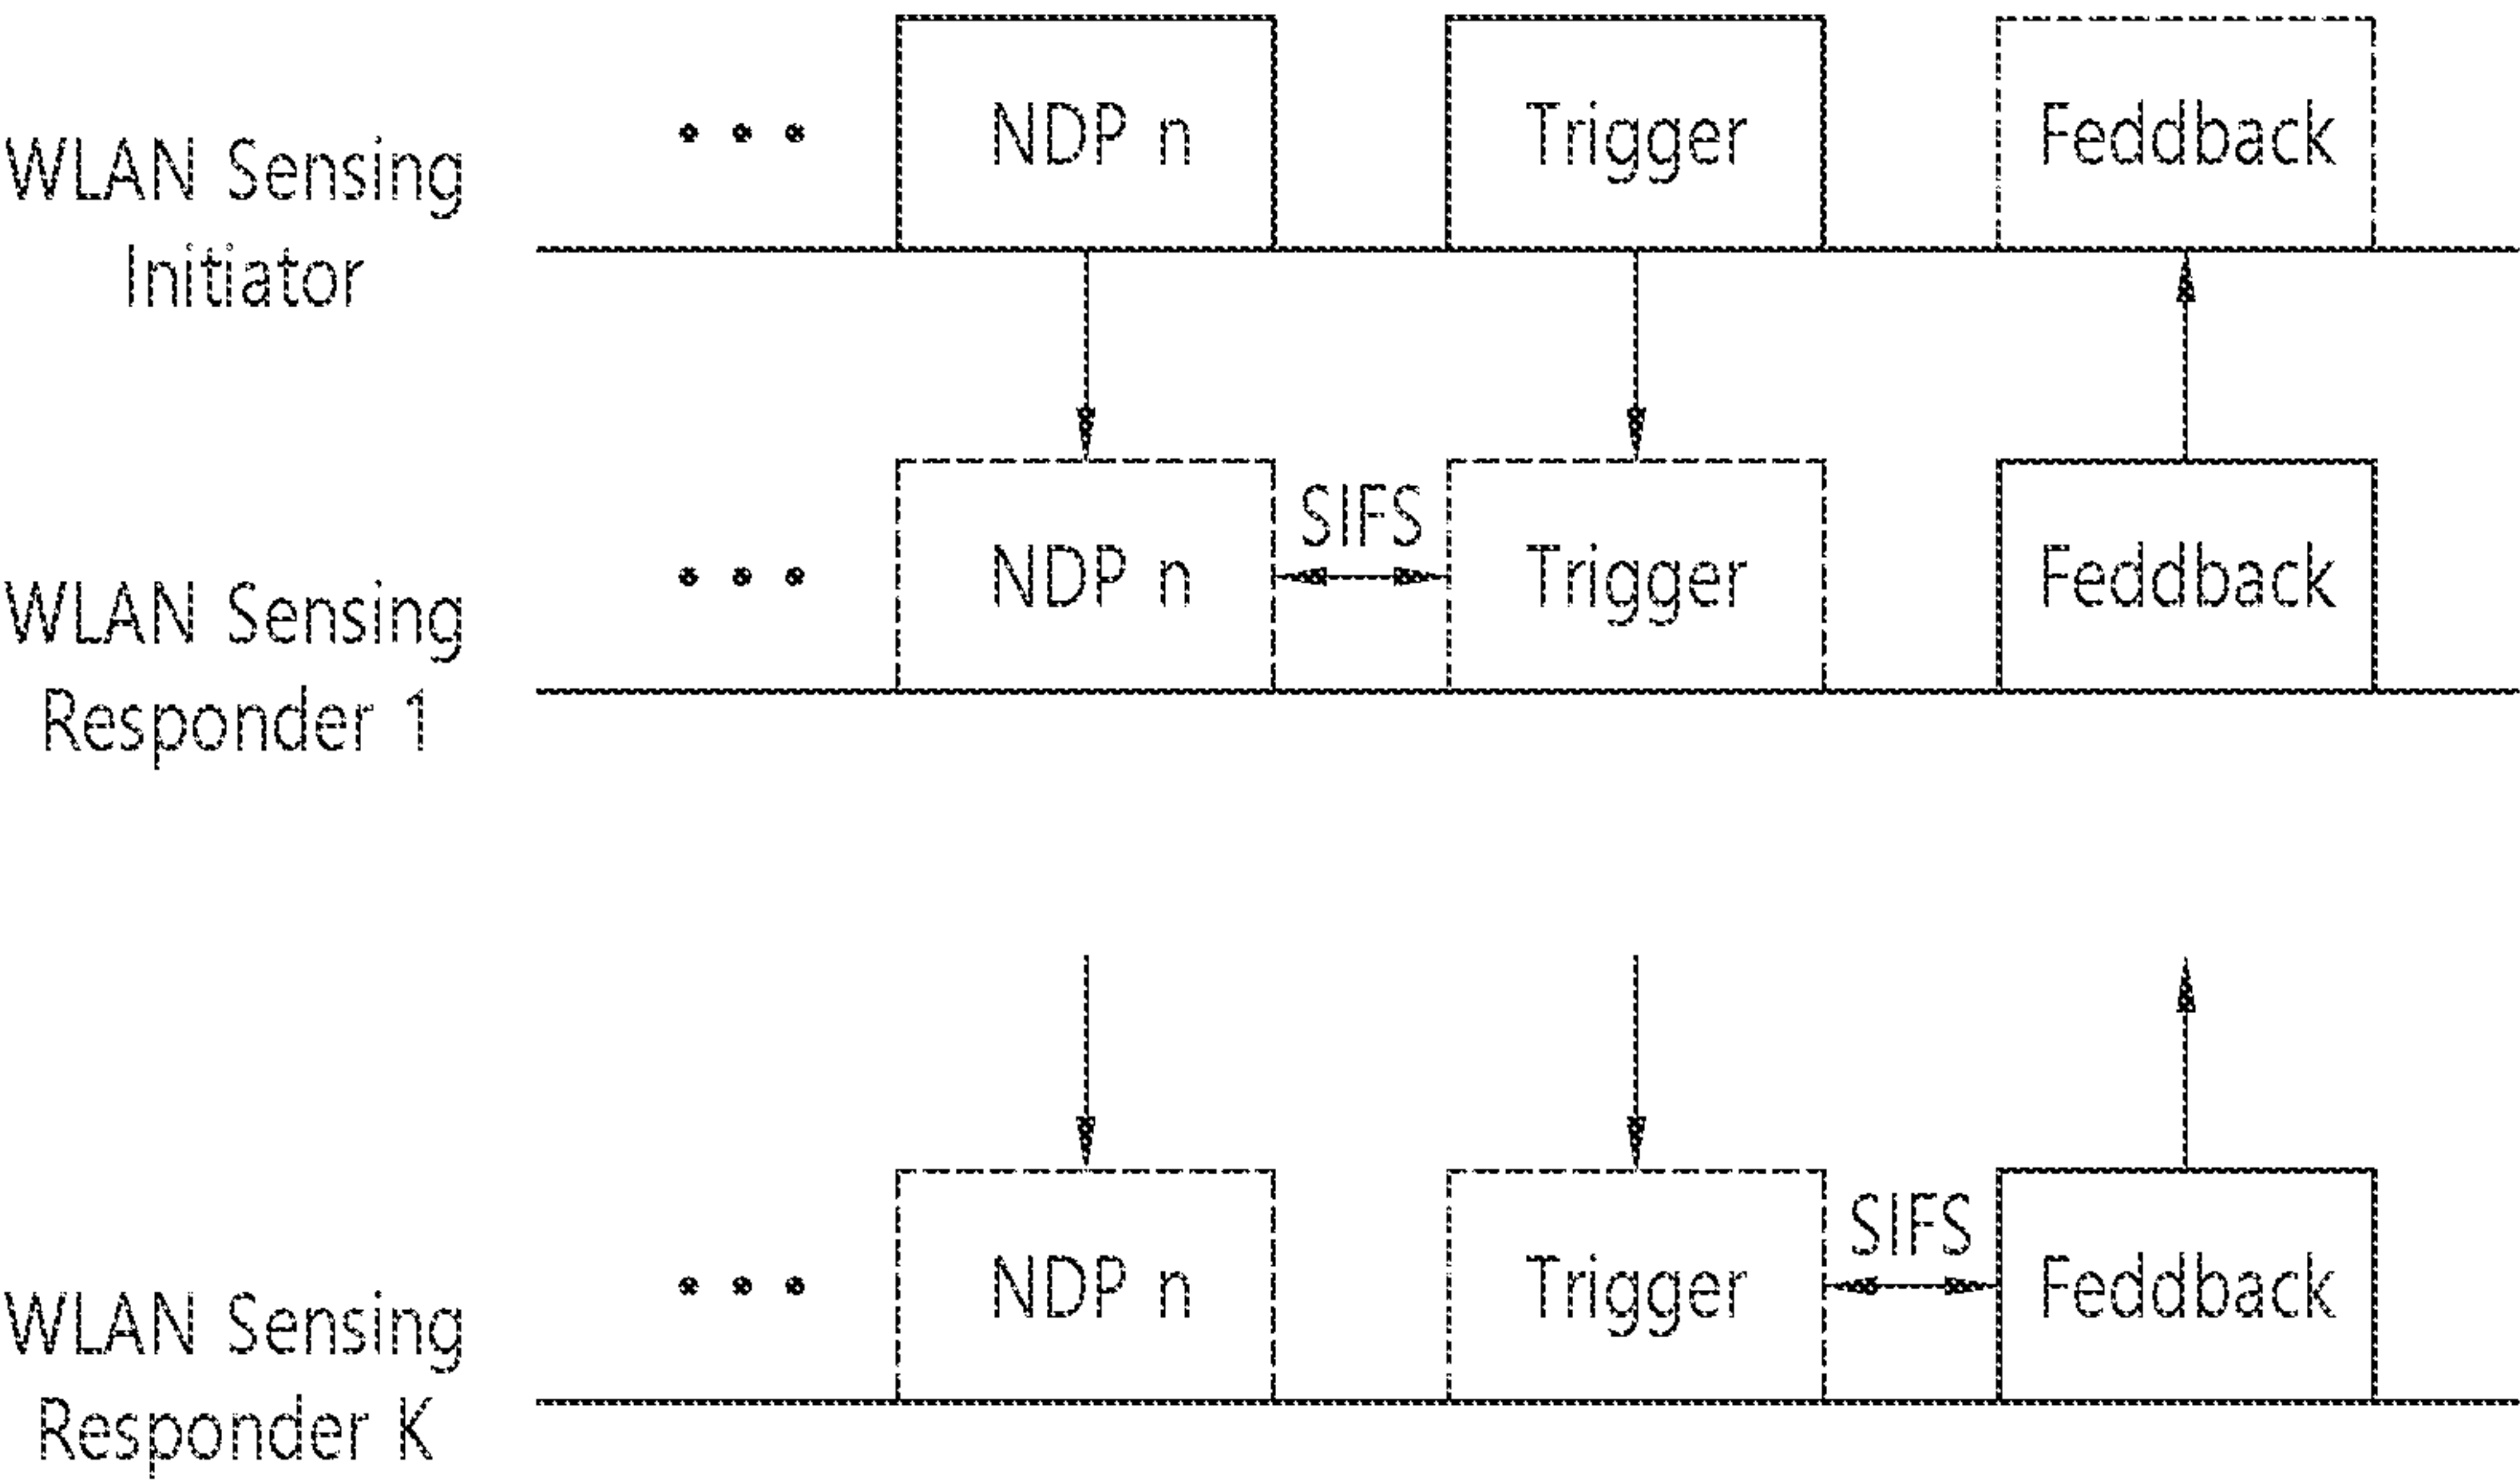 NDP n
Trigger
Feddback
WLAN Sensing
Initiator
SIFS
NDP n
Trigger
Feddback
WLAN Sensing
Responder 1
SIFS
NDP n
Trigger
Feddback
WLAN Sensing
Responder K